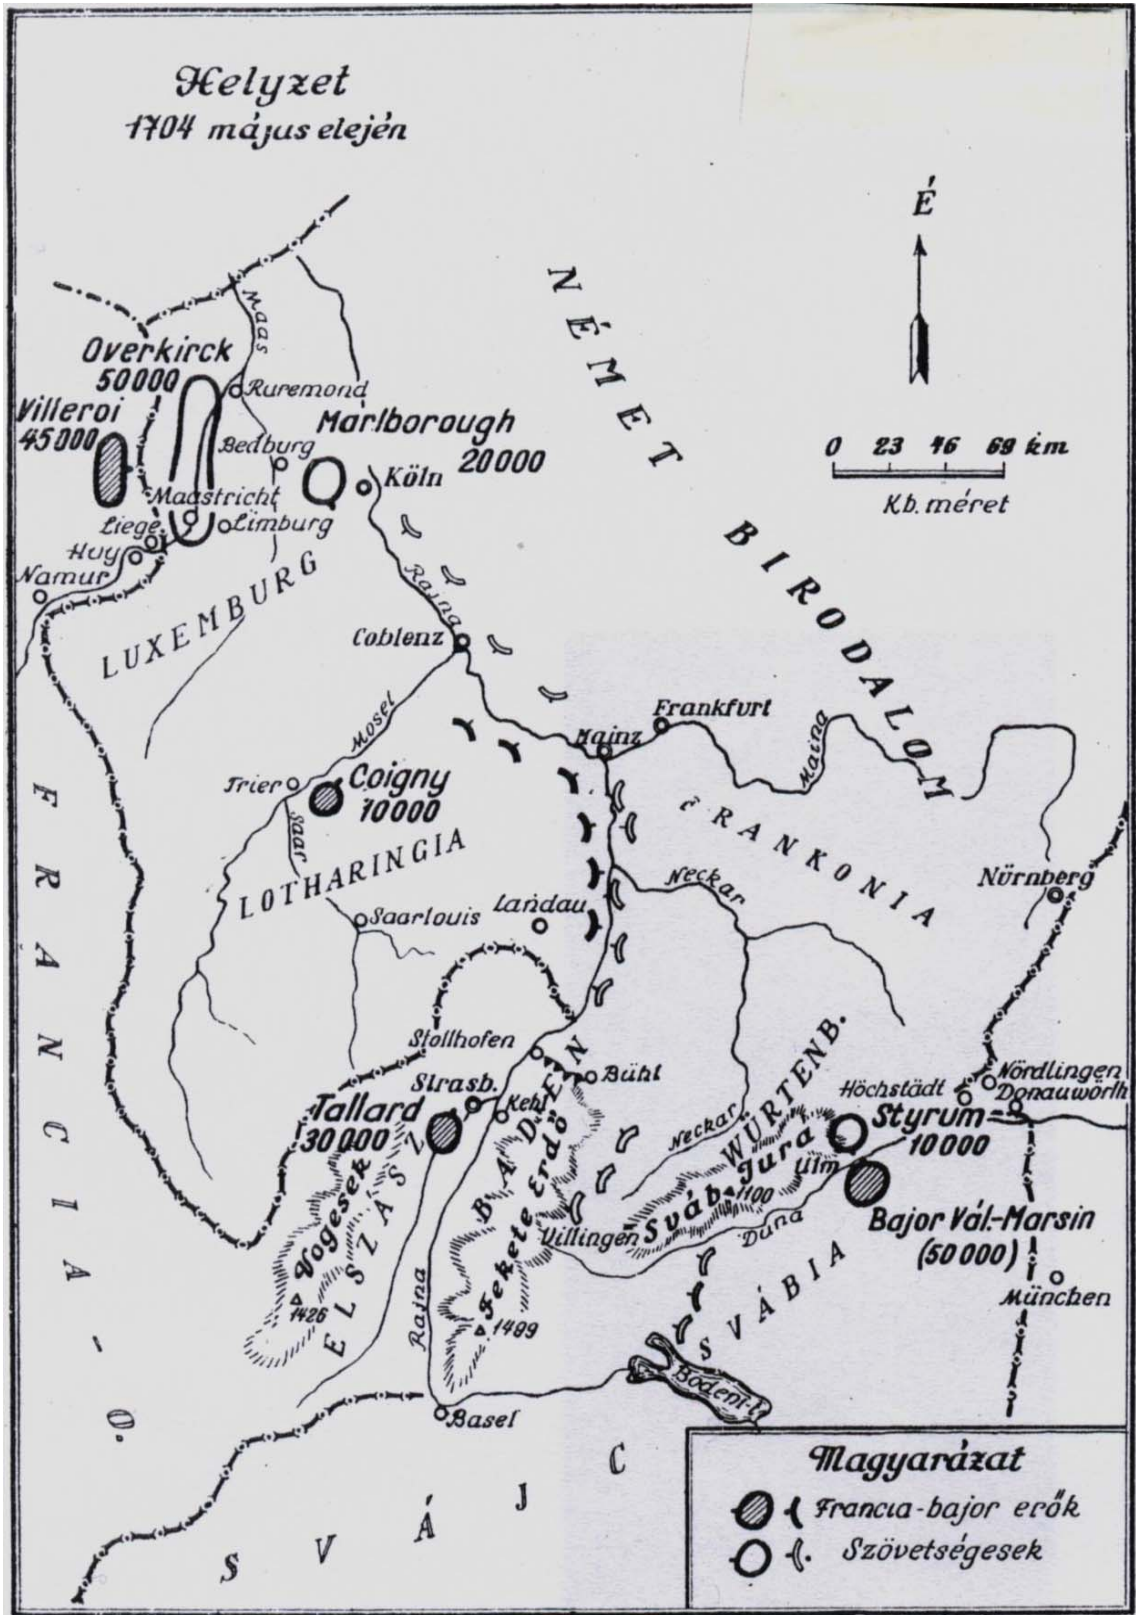 Helyzet
1704 május elején
É
NÉMET BIRODALOM
0 23 46 69 km
Kb. méret
Maas
Overkirck
50000
Ruremond
Villeroi
45000
Marlborough
20000
Bedburg
Köln
Maastricht
Liege
Limburg
Huy
Namur
LUXEMBURG
Rajna
Coblenz
Mosel
Frankfurt
Mainz
Maina
Trier
Coigny
10000
Saar
LOTHARINGIA
FRANKONIA
Neckar
Nürnberg
Saarlouis
Landau
FRANCIA-O.
Stollhofen
Bühl
Strasb.
Kehl
Tallard
30000
BADEN
Fekete Erdő
1499
Vogesek
1426
ELSZÁSZ
Rajna
Neckar
WÜRTENB.
Nördlingen
Höchstädt
Donauwörth
Styrum
10000
Ulm
Sváb Jura
1100
Villingen
Duna
Bajor Vál.-Marsin
(50000)
SVÁBIA
München
Basel
Bodeni-t.
SVÁJC
Magyarázat
Francia-bajor erők
Szövetségesek